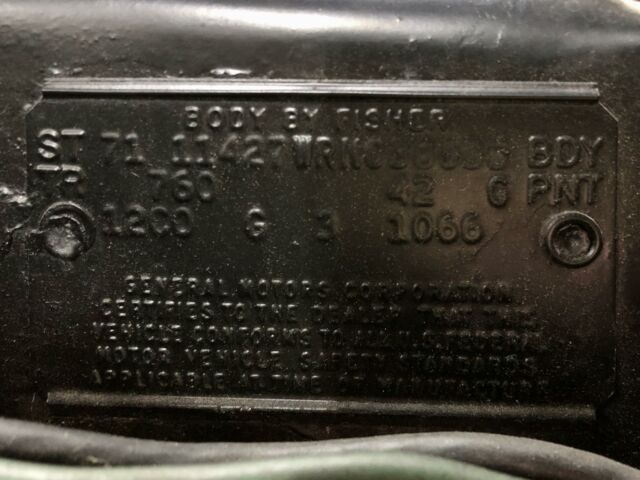 BODY BY FISHER
ST 71 11427 BDY
TR 760 42 G PNT
12C0 G 3 1066
GENERAL MOTORS CORPORATION
CERTIFIES TO THE DEALER THAT THIS
VEHICLE CONFORMS TO ALL U.S. FEDERAL
MOTOR VEHICLE SAFETY STANDARDS
APPLICABLE AT TIME OF MANUFACTURE